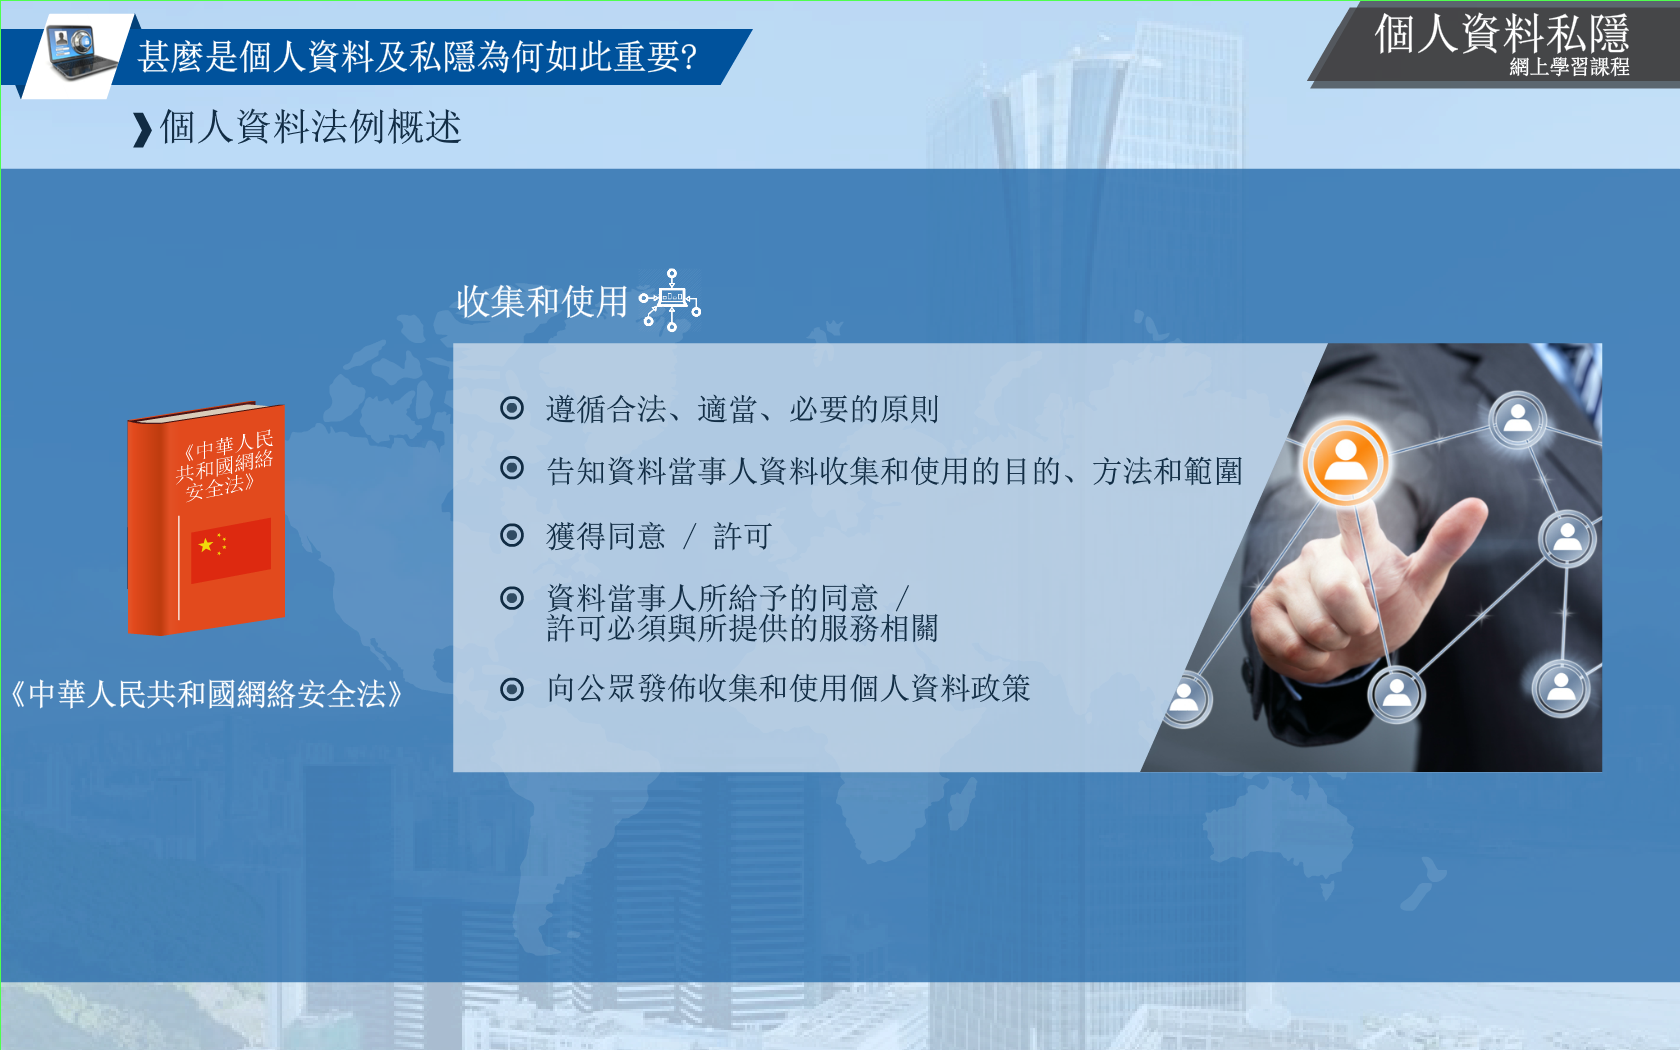 甚麼是個人資料及私隱為何如此重要?
個人資料私隱
網上學習課程
個人資料法例概述
收集和使用
《中華人民
共和國網絡
安全法》
《中華人民共和國網絡安全法》
遵循合法、適當、必要的原則
告知資料當事人資料收集和使用的目的、方法和範圍
獲得同意 / 許可
資料當事人所給予的同意 /
許可必須與所提供的服務相關
向公眾發佈收集和使用個人資料政策